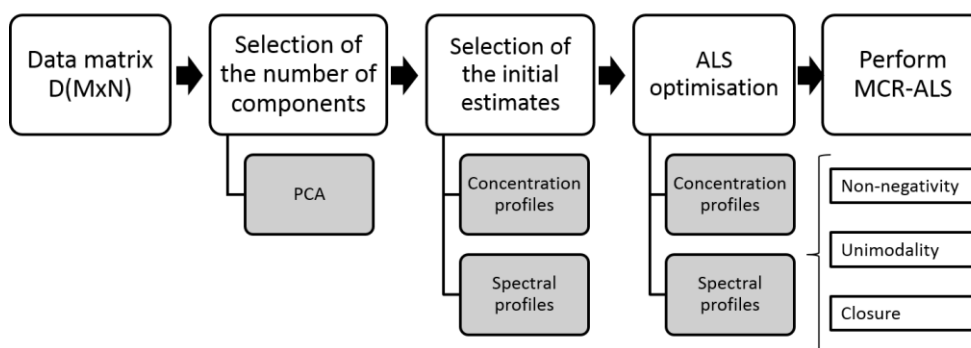 Data matrix
D(MxN)
Selection of
the number of
components
Selection of
the initial
estimates
ALS
optimisation
Perform
MCR-ALS
PCA
Concentration
profiles
Spectral
profiles
Concentration
profiles
Spectral
profiles
Non-negativity
Unimodality
Closure